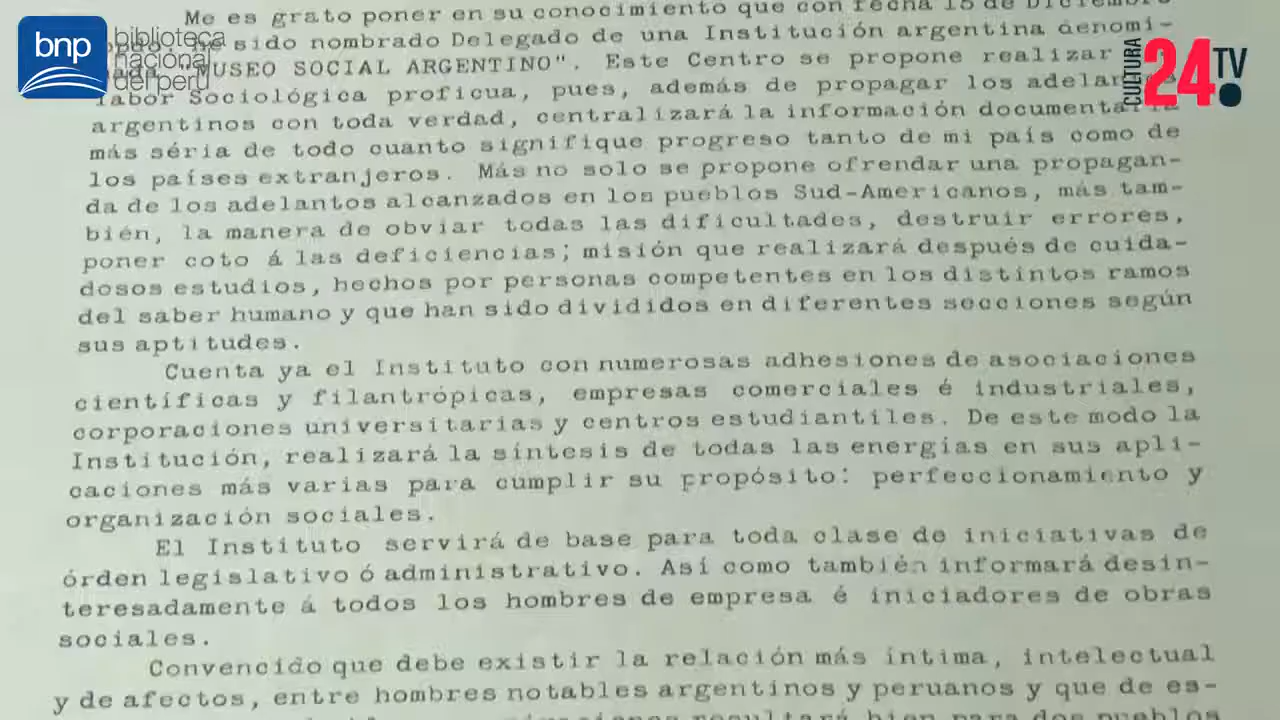 bnp
biblioteca
nacional
del perú
CULTURA
24.TV
Me es grato poner en su conocimiento que con fecha 15 de Diciembre
sido nombrado Delegado de una Institución argentina denomi-
"MUSEO SOCIAL ARGENTINO". Este Centro se propone realizar
labor Sociológica proficua, pues, además de propagar los
argentinos con toda verdad, centralizará la información
más séria de todo cuanto signifique progreso tanto de mi país como de
los países extranjeros. Más no solo se propone ofrendar una propagan-
da de los adelantos alcanzados en los pueblos Sud-Americanos, más tam-
bién, la manera de obviar todas las dificultades, destruir errores,
poner coto á las deficiencias; misión que realizará después de cuida-
dosos estudios, hechos por personas competentes en los distintos ramos
del saber humano y que han sido divididos en diferentes secciones según
sus aptitudes.
Cuenta ya el Instituto con numerosas adhesiones de asociaciones
científicas y filantrópicas, empresas comerciales é industriales,
corporaciones universitarias y centros estudiantiles. De este modo la
Institución, realizará la síntesis de todas las energías en sus apli-
caciones más varias para cumplir su propósito: perfeccionamiento y
organización sociales.
El Instituto servirá de base para toda clase de iniciativas de
órden legislativo ó administrativo. Así como también informará desin-
teresadamente á todos los hombres de empresa é iniciadores de obras
sociales.
Convencido que debe existir la relación más íntima, intelectual
y de afectos, entre hombres notables argentinos y peruanos y que de es-
resultará bien para dos pueblos